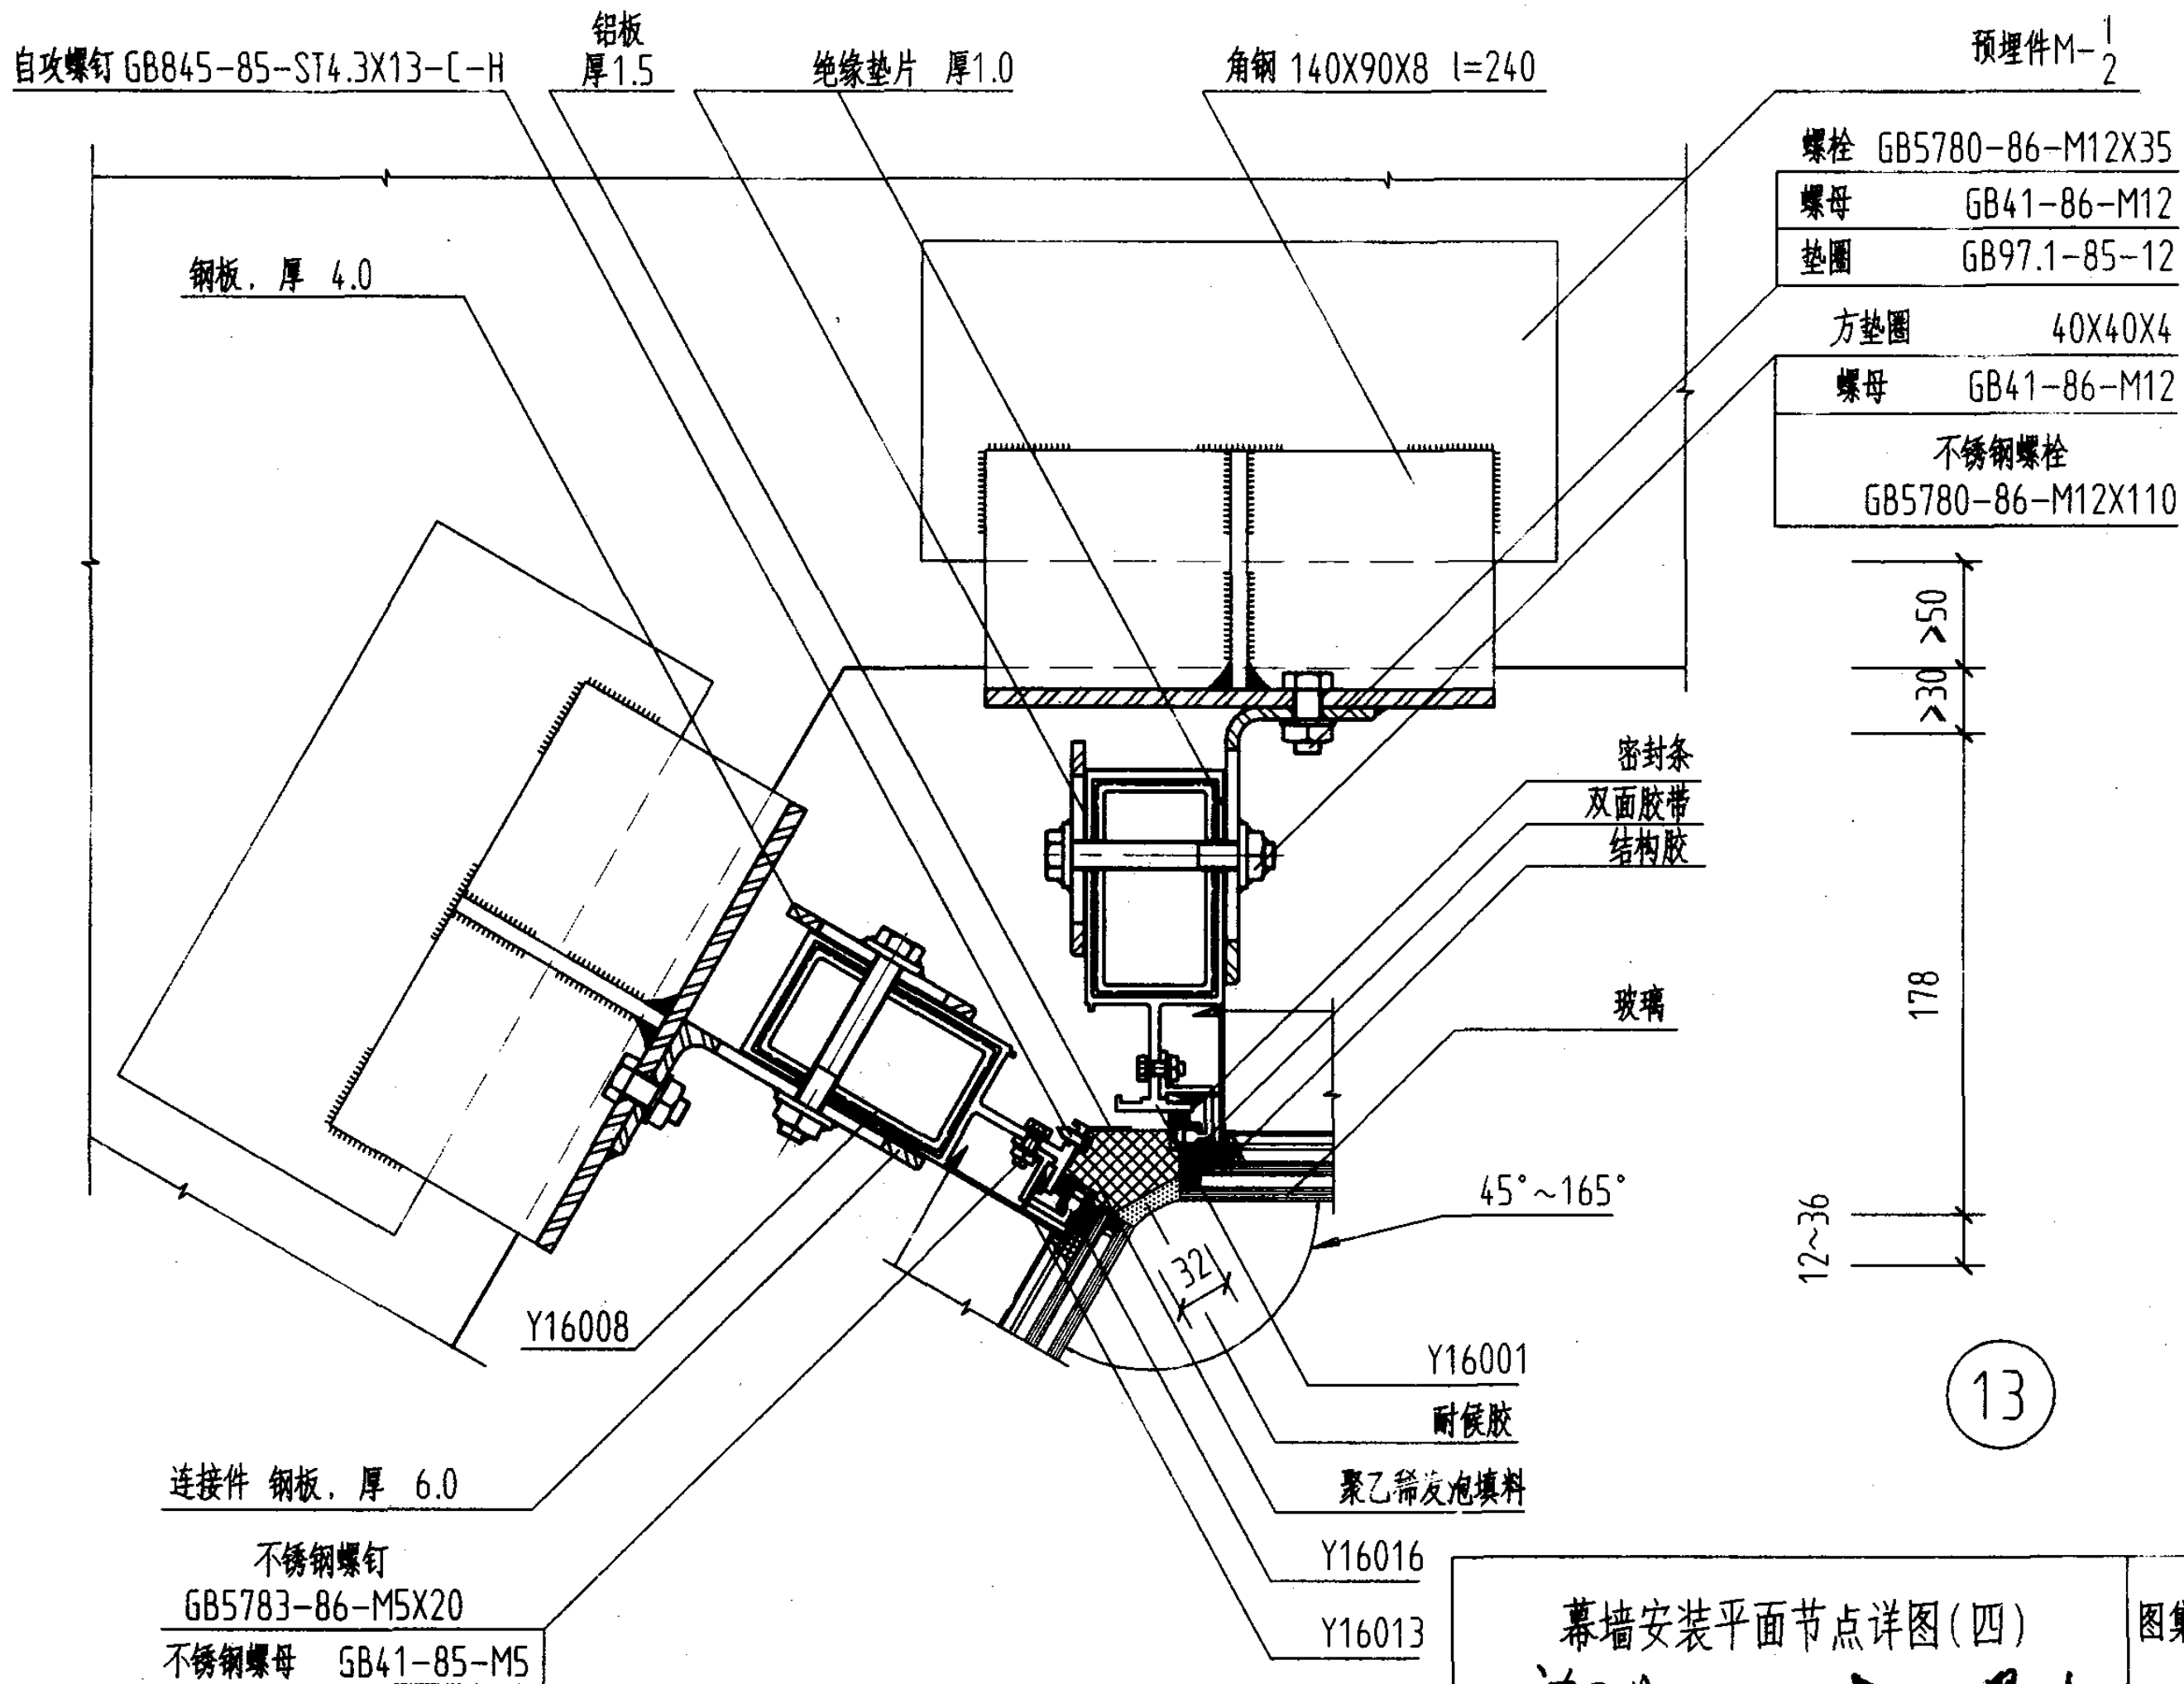 自攻螺钉 GB845-85-ST4.3X13-C-H
铝板
厚1.5
绝缘垫片 厚1.0
角钢 140X90X8 l=240
预埋件M-1/2
螺栓 GB5780-86-M12X35
螺母 GB41-86-M12
垫圈 GB97.1-85-12
方垫圈 40X40X4
螺母 GB41-86-M12
不锈钢螺栓
GB5780-86-M12X110
钢板, 厚 4.0
⩾50
⩾30
178
12~36
密封条
双面胶带
结构胶
玻璃
45°~165°
32
Y16008
Y16001
耐候胶
聚乙稀发泡填料
Y16016
Y16013
13
连接件 钢板, 厚 6.0
不锈钢螺钉
GB5783-86-M5X20
不锈钢螺母 GB41-85-M5
幕墙安装平面节点详图(四)
图集